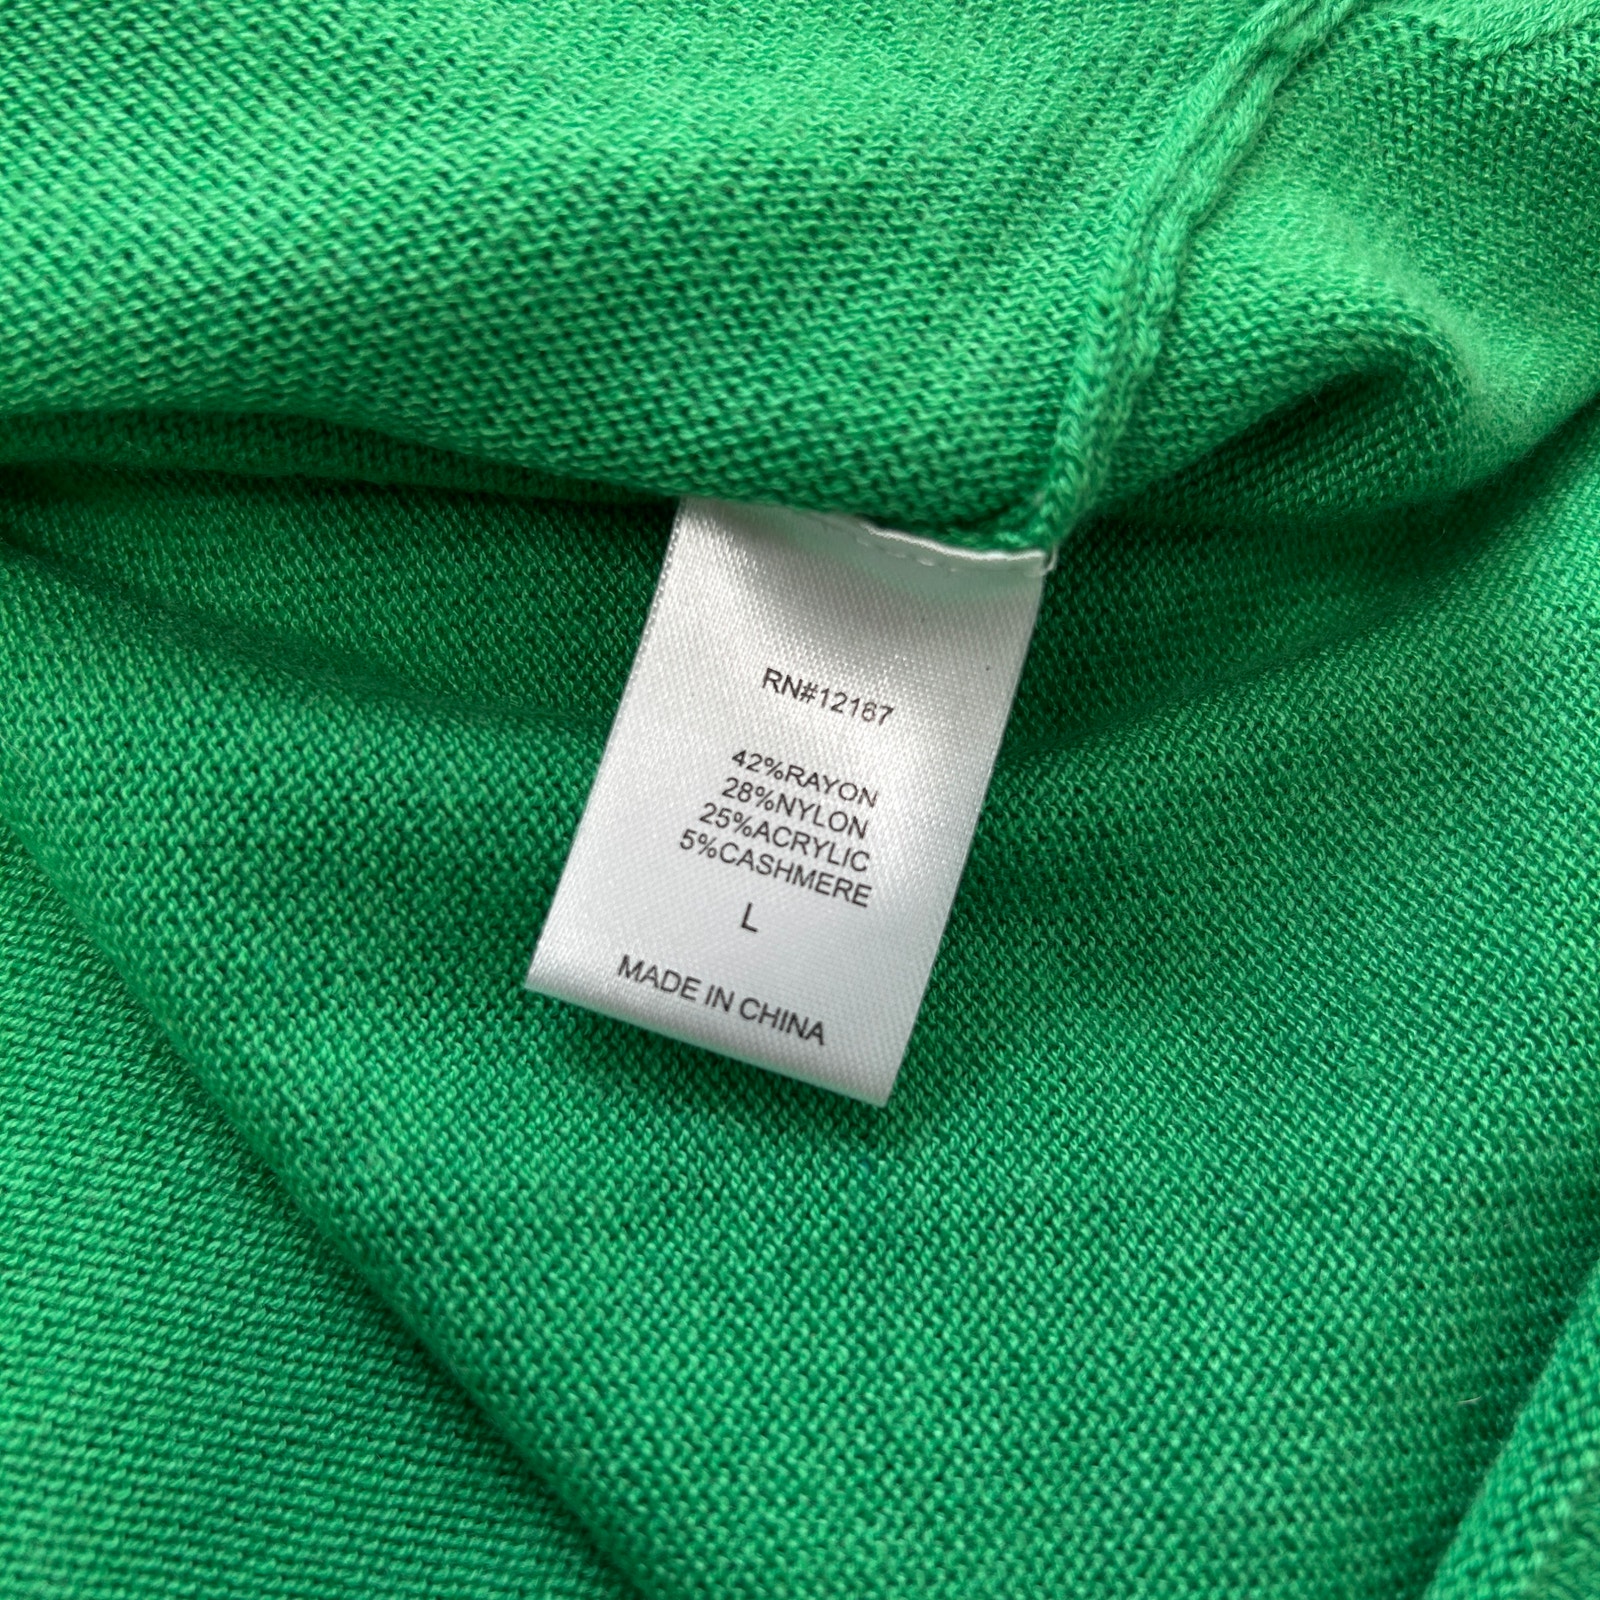 RN#12167
42%RAYON
28%NYLON
25%ACRYLIC
5%CASHMERE
L
MADE IN CHINA